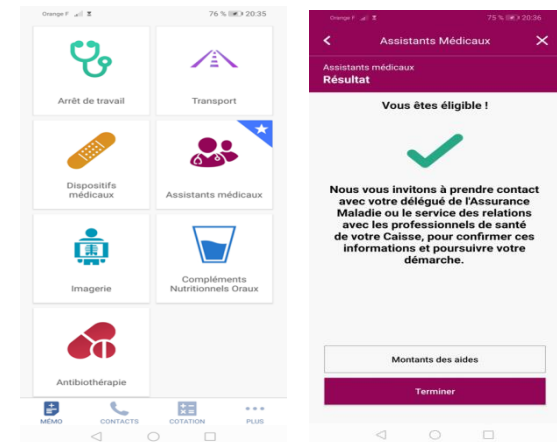 Orange F
76 % 20:35
Arrêt de travail
Transport
Dispositifs
médicaux
Assistants médicaux
Imagerie
Compléments
Nutritionnels Oraux
Antibiothérapie
MÉMO
CONTACTS
COTATION
PLUS
Orange F
75 % 20:36
Assistants Médicaux
Assistants médicaux
Résultat
Vous êtes éligible !
Nous vous invitons à prendre contact
avec votre délégué de l'Assurance
Maladie ou le service des relations
avec les professionnels de santé
de votre Caisse, pour confirmer ces
informations et poursuivre votre
démarche.
Montants des aides
Terminer